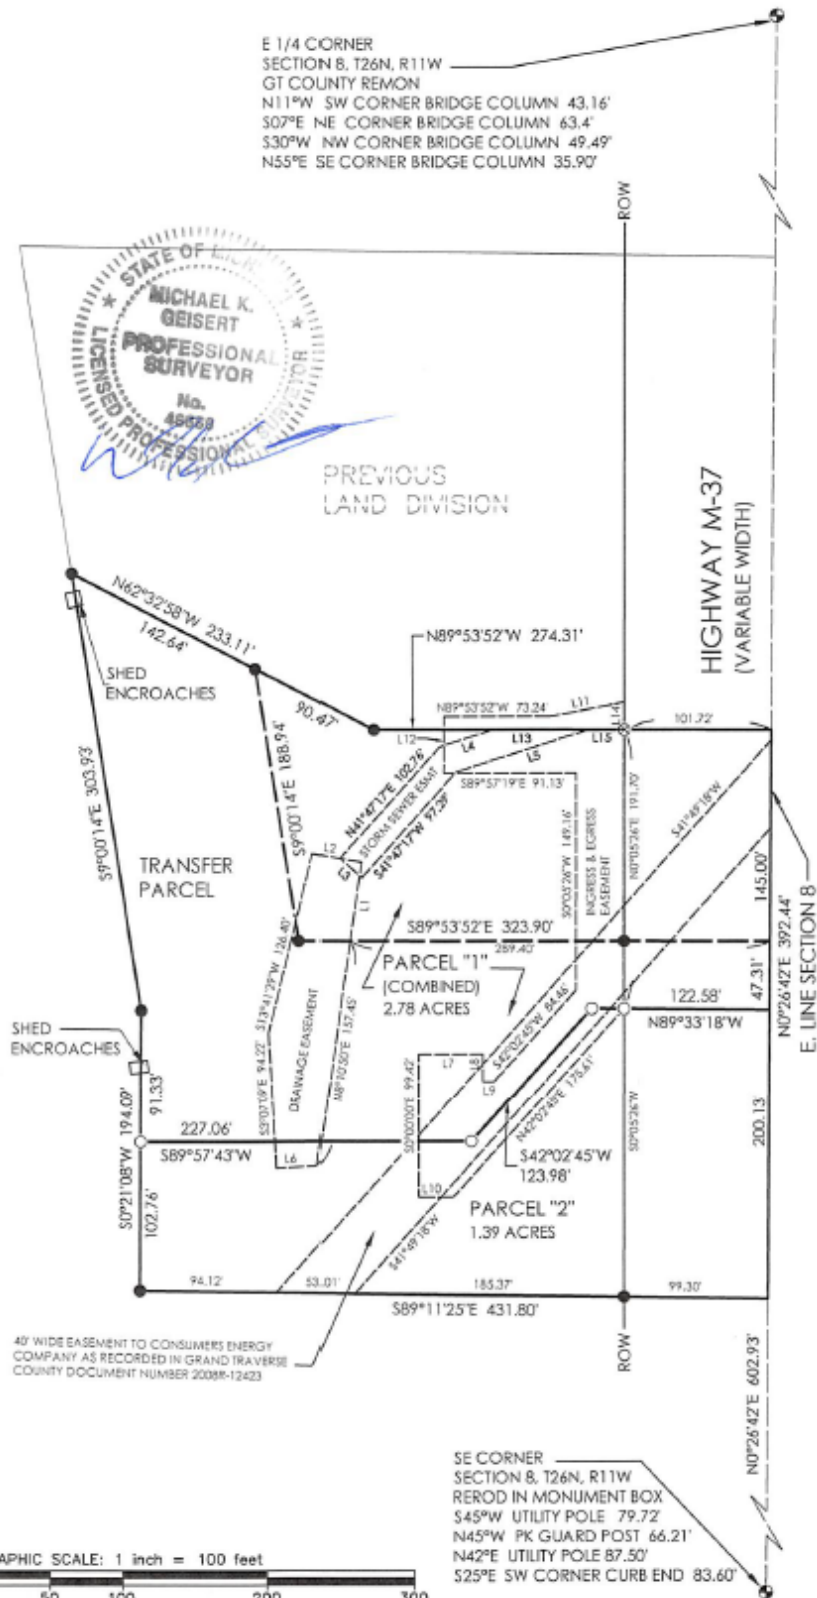 E 1/4 CORNER
SECTION 8, T26N, R11W
GT COUNTY REMON
N11°W SW CORNER BRIDGE COLUMN 43.16'
S07°E NE CORNER BRIDGE COLUMN 63.4'
S30°W NW CORNER BRIDGE COLUMN 49.49'
N55°E SE CORNER BRIDGE COLUMN 35.90'
ROW
STATE OF MICHIGAN
MICHAEL K.
GEISERT
PROFESSIONAL
SURVEYOR
No.
LICENSED PROFESSIONAL SURVEYOR
PREVIOUS
LAND DIVISION
HIGHWAY M-37
(VARIABLE WIDTH)
N62°32'58"W 233.11'
142.64'
SHED
ENCROACHES
90.47'
N89°53'52"W 274.31'
N89°53'52"W 73.24'
L11
L14
101.72'
L12
L4
L13
L15
L5
S9°00'14"E 303.93'
S9°00'14"E 188.94'
N41°47'17"E 102.76'
STORM SEWER ESMT
S41°47'17"W 97.29'
S89°57'19"E 91.13'
S0°05'26"W 149.16'
INGRESS & EGRESS
EASEMENT
N0°05'26"E 191.70'
S41°49'18"W
145.00'
N0°26'42"E 392.44'
E. LINE SECTION 8
TRANSFER
PARCEL
L2
L3
L1
S89°53'52"E 323.90'
289.40'
PARCEL "1"
(COMBINED)
2.78 ACRES
47.31'
122.58'
N89°33'18"W
S13°41'29"W 126.40'
DRAINAGE EASEMENT
S3°07'09"E 94.22'
N8°10'50"E 157.45'
SHED
ENCROACHES
91.33'
S0°21'08"W 194.09'
102.76'
227.06'
S89°57'43"W
L6
L7
L8
L9
L10
S0°00'00"E 99.42'
S42°02'45"W 84.46'
N42°02'45"E 175.61'
S0°05'26"W
S42°02'45"W
123.98'
200.13
PARCEL "2"
1.39 ACRES
S41°49'18"W
94.12'
53.01'
185.37'
99.30'
S89°11'25"E 431.80'
40' WIDE EASEMENT TO CONSUMERS ENERGY
COMPANY AS RECORDED IN GRAND TRAVERSE
COUNTY DOCUMENT NUMBER 2008R-12423
ROW
N0°26'42"E 602.93'
SE CORNER
SECTION 8, T26N, R11W
REROD IN MONUMENT BOX
S45°W UTILITY POLE 79.72'
N45°W PK GUARD POST 66.21'
N42°E UTILITY POLE 87.50'
S25°E SW CORNER CURB END 83.60'
APHIC SCALE: 1 inch = 100 feet
50 100 200 300